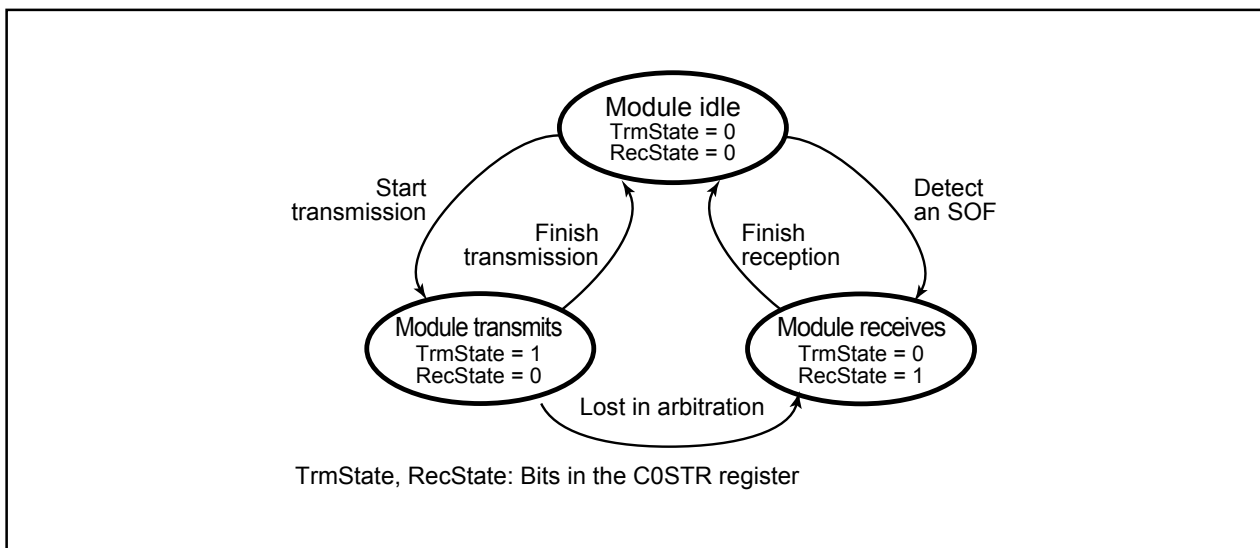 Module idle
TrmState = 0
RecState = 0
Start
transmission
Detect
an SOF
Finish
transmission
Finish
reception
Module transmits
TrmState = 1
RecState = 0
Module receives
TrmState = 0
RecState = 1
Lost in arbitration
TrmState, RecState: Bits in the C0STR register